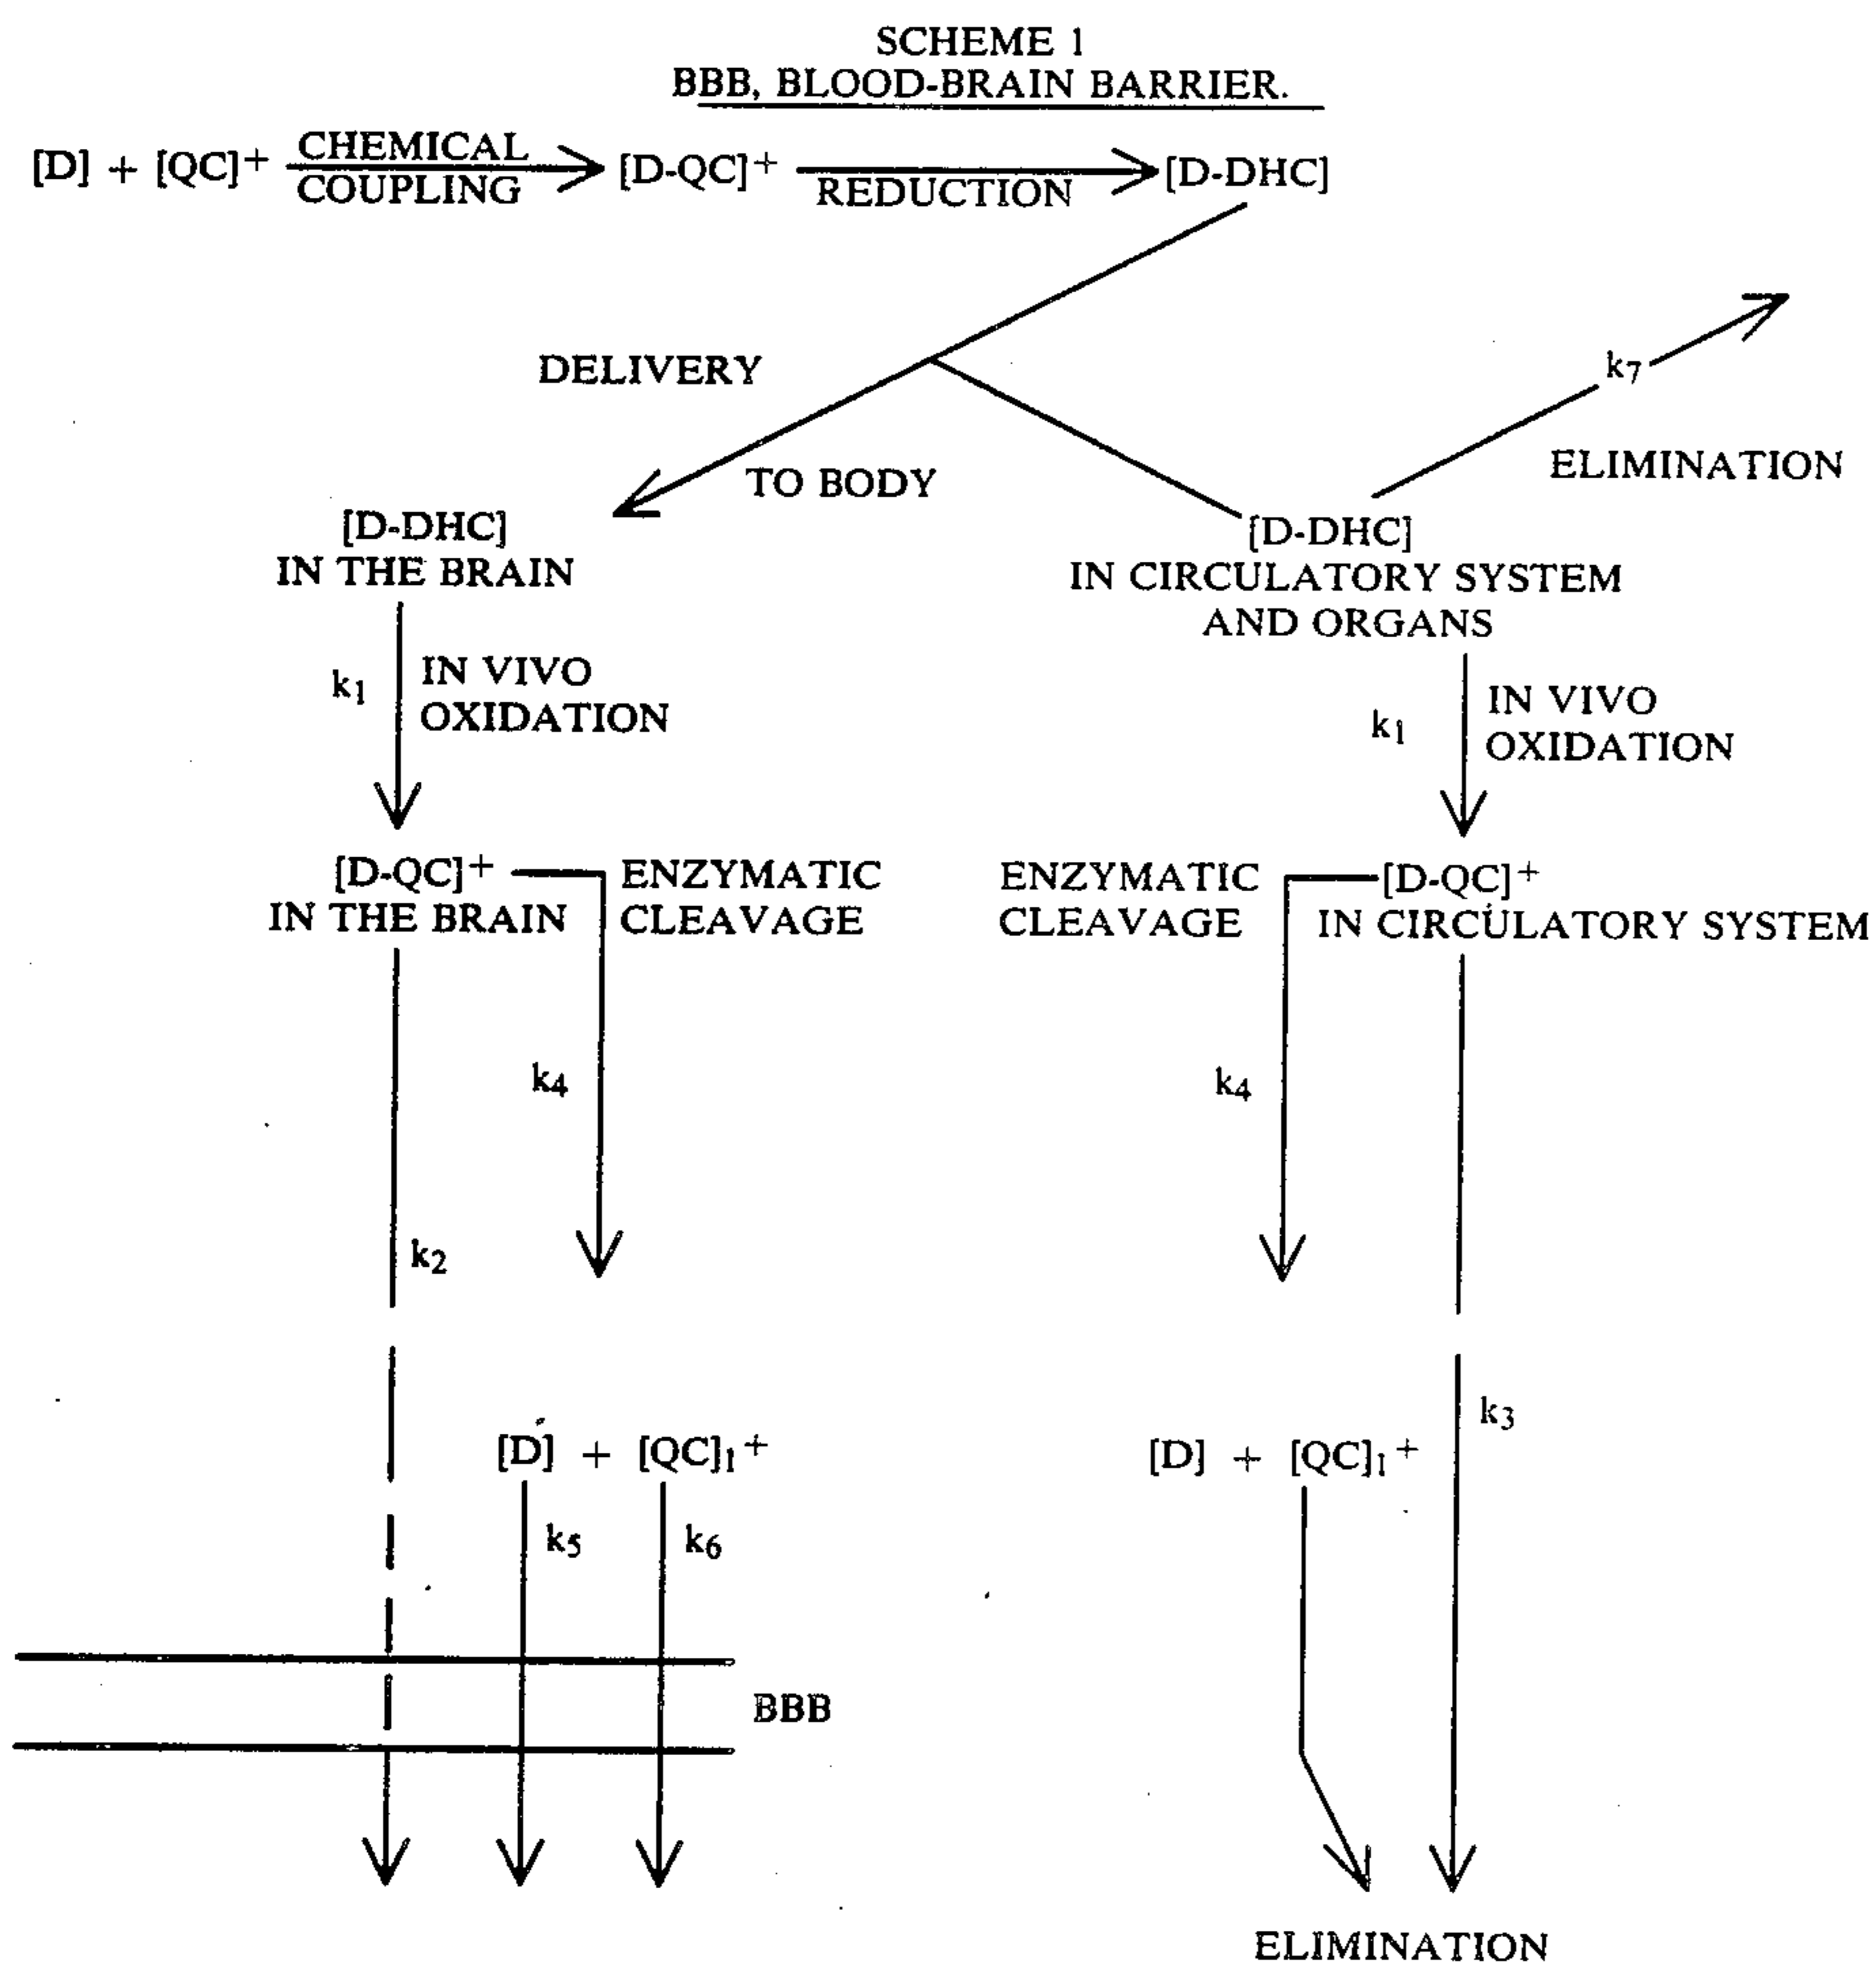 SCHEME 1
BBB, BLOOD-BRAIN BARRIER.
[D] + [QC]+ CHEMICAL COUPLING [D-QC]+ REDUCTION [D-DHC]
DELIVERY
k7
TO BODY
ELIMINATION
[D-DHC]
IN THE BRAIN
[D-DHC]
IN CIRCULATORY SYSTEM
AND ORGANS
k1
IN VIVO
OXIDATION
k1
IN VIVO
OXIDATION
[D-QC]+
IN THE BRAIN
ENZYMATIC
CLEAVAGE
ENZYMATIC
CLEAVAGE
[D-QC]+
IN CIRCULATORY SYSTEM
k4
k4
k2
k3
[D] + [QC]1+
[D] + [QC]1+
k5
k6
BBB
ELIMINATION